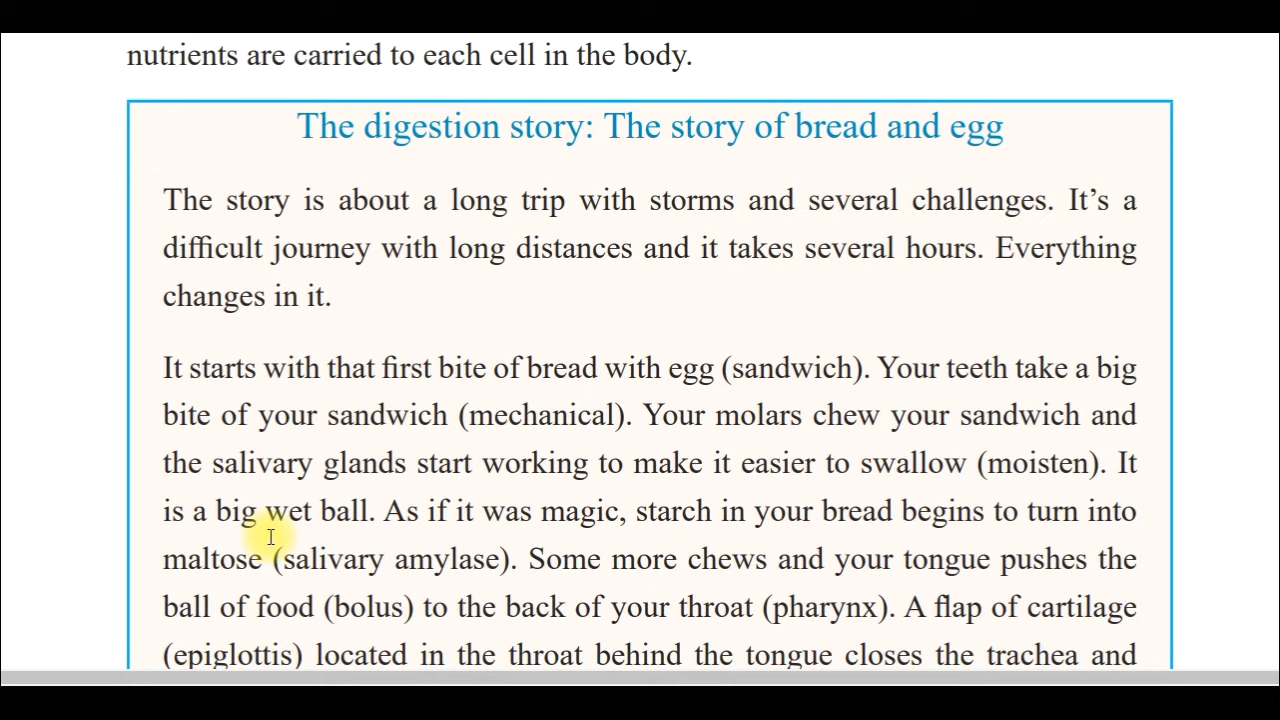 nutrients are carried to each cell in the body.
The digestion story: The story of bread and egg
The story is about a long trip with storms and several challenges. It’s a
difficult journey with long distances and it takes several hours. Everything
changes in it.
It starts with that first bite of bread with egg (sandwich). Your teeth take a big
bite of your sandwich (mechanical). Your molars chew your sandwich and
the salivary glands start working to make it easier to swallow (moisten). It
is a big wet ball. As if it was magic, starch in your bread begins to turn into
maltose (salivary amylase). Some more chews and your tongue pushes the
ball of food (bolus) to the back of your throat (pharynx). A flap of cartilage
(epiglottis) located in the throat behind the tongue closes the trachea and